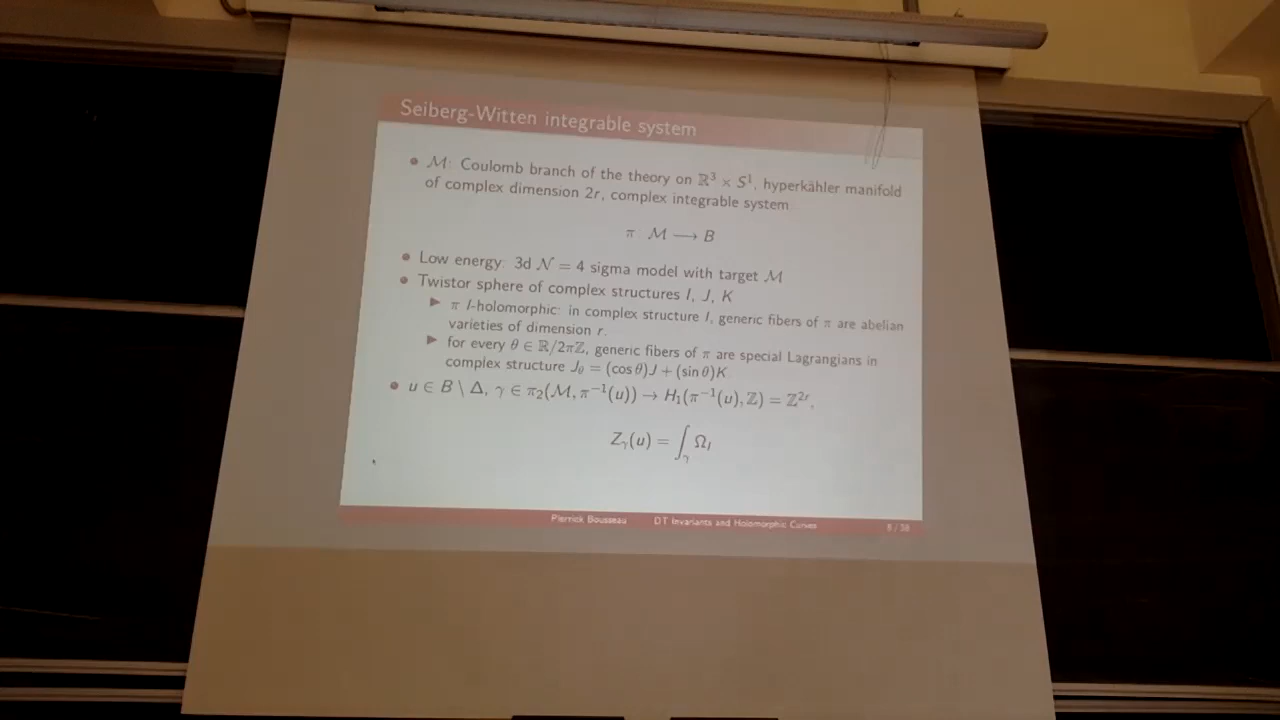 Seiberg-Witten integrable system
• M: Coulomb branch of the theory on ℝ³ × S¹, hyperkähler manifold
of complex dimension 2r, complex integrable system
π M ⟶ B
• Low energy: 3d N = 4 sigma model with target M
• Twistor sphere of complex structures I, J, K
▶ π I-holomorphic: in complex structure I, generic fibers of π are abelian
varieties of dimension r.
▶ for every θ ∈ ℝ/2πℤ, generic fibers of π are special Lagrangians in
complex structure J_θ = (cos θ)J + (sin θ)K
• u ∈ B \ Δ, γ ∈ π₂(M, π⁻¹(u)) → H₁(π⁻¹(u), ℤ) = ℤ²ʳ,
Z_γ(u) = ∫_γ Ω_I
Pierrick Bousseau DT Invariants and Holomorphic Curves 8 / 38